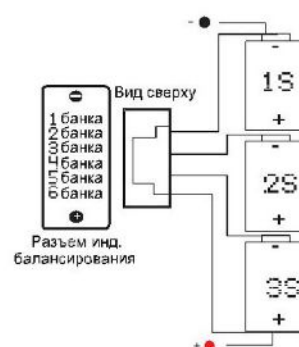 -
Вид сверху
-
1 банка
2 банка
3 банка
4 банка
5 банка
6 банка
+
1S
+
-
2S
+
-
3S
+
Разъем инд.
балансирования
+